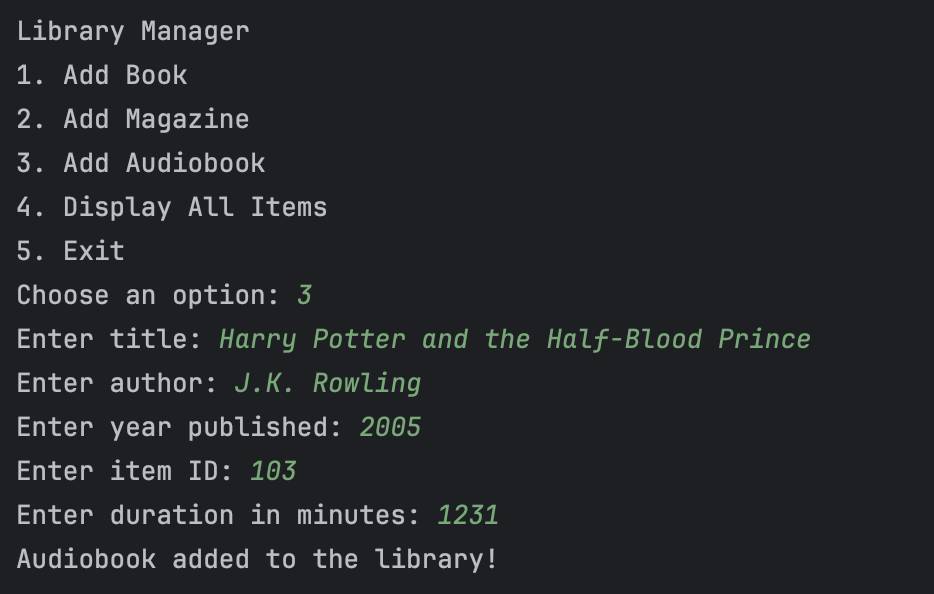 Library Manager
1. Add Book
2. Add Magazine
3. Add Audiobook
4. Display All Items
5. Exit
Choose an option: 3
Enter title: Harry Potter and the Half-Blood Prince
Enter author: J.K. Rowling
Enter year published: 2005
Enter item ID: 103
Enter duration in minutes: 1231
Audiobook added to the library!